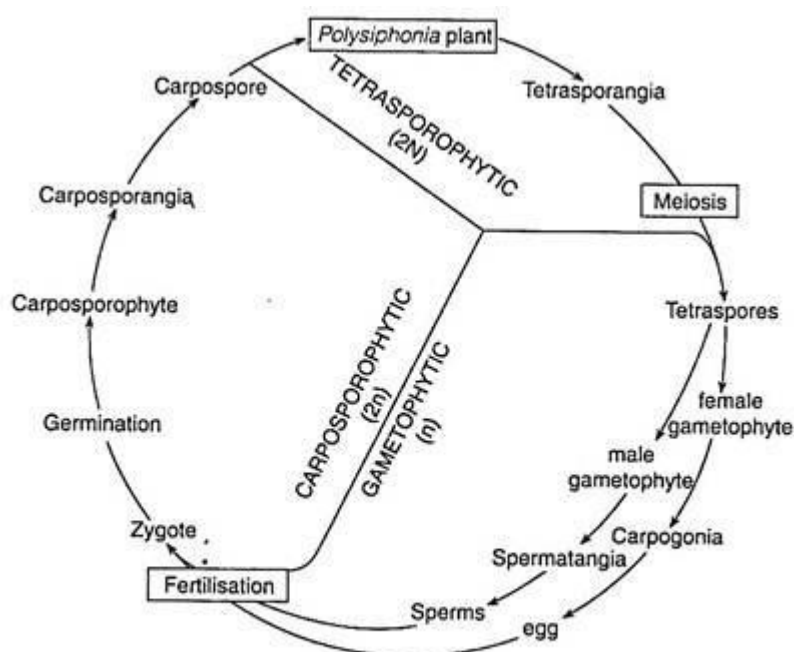 Polysiphonia plant
Carpospore
TETRASPOROPHYTIC
(2N)
Tetrasporangia
Carposporangia
Meiosis
Carposporophyte
Tetraspores
CARPOSPOROPHYTIC
(2n)
GAMETOPHYTIC
(n)
female
gametophyte
Germination
male
gametophyte
Zygote
Carpogonia
Spermatangia
Fertilisation
Sperms
egg